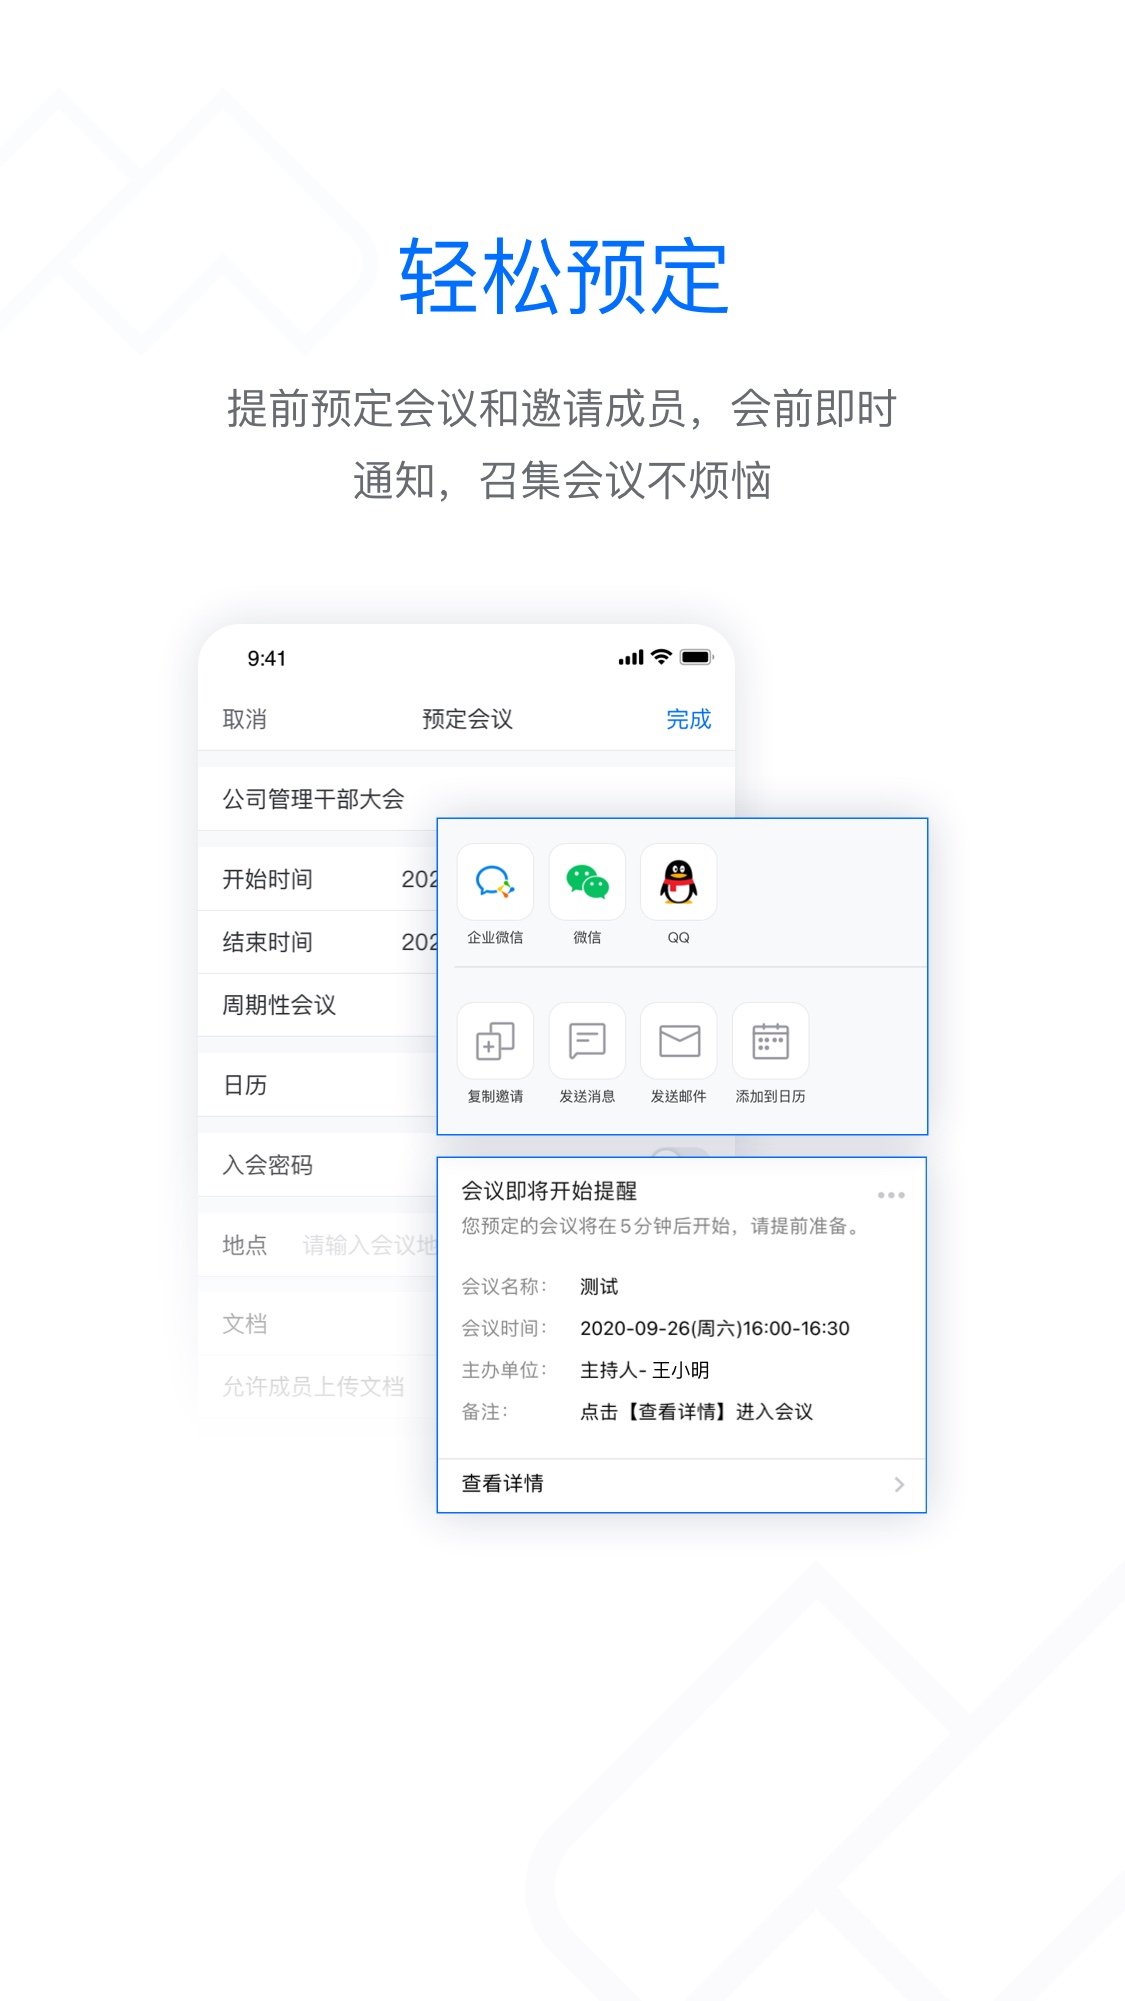 轻松预定
提前预定会议和邀请成员，会前即时
通知，召集会议不烦恼
9:41
取消 预定会议 完成
公司管理干部大会
开始时间 202
结束时间 202
周期性会议
日历
入会密码
地点 请输入会议地
文档
允许成员上传文档
企业微信 微信 QQ
复制邀请 发送消息 发送邮件 添加到日历
会议即将开始提醒
您预定的会议将在5分钟后开始，请提前准备。
会议名称： 测试
会议时间： 2020-09-26(周六)16:00-16:30
主办单位： 主持人- 王小明
备注： 点击【查看详情】进入会议
查看详情